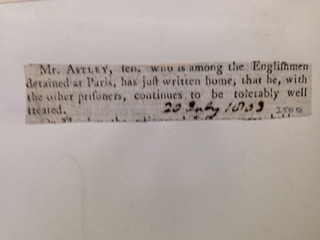 Mr. ASTLEY, sen. who is among the Englishmen
detained at Paris, has just written home, that he, with
the other prisoners, continues to be tolerably well
treated. 20 July 1803